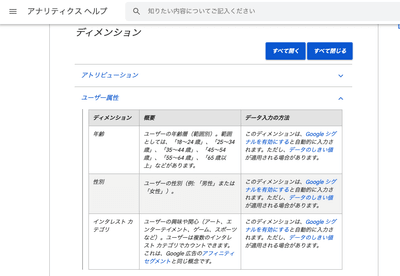 アナリティクス ヘルプ
知りたい内容についてご記入ください
ディメンション
すべて開く すべて閉じる
アトリビューション
ユーザー属性
ディメンション 概要 データ入力の方法
年齢
ユーザーの年齢層（範囲別）。範囲
としては、「18〜24 歳」、「25〜34
歳」、「35〜44 歳」、「45〜54
歳」、「55〜64 歳」、「65 歳以
上」などがあります。
このディメンションは、Google シグ
ナルを有効にすると自動的に入力さ
れます。ただし、データのしきい値
が適用される場合があります。
性別
ユーザーの性別（例: 「男性」または
「女性」）。
このディメンションは、Google シグ
ナルを有効にすると自動的に入力さ
れます。ただし、データのしきい値
が適用される場合があります。
インタレスト カ
テゴリ
ユーザーの興味や関心（アート、エ
ンターテイメント、ゲーム、スポーツ
など）。ユーザーは複数のインタレ
スト カテゴリでカウントできます。
これは、Google 広告のアフィニティ
セグメントと同じ概念です。
このディメンションは、Google シグ
ナルを有効にすると自動的に入力さ
れます。ただし、データのしきい値
が適用される場合があります。